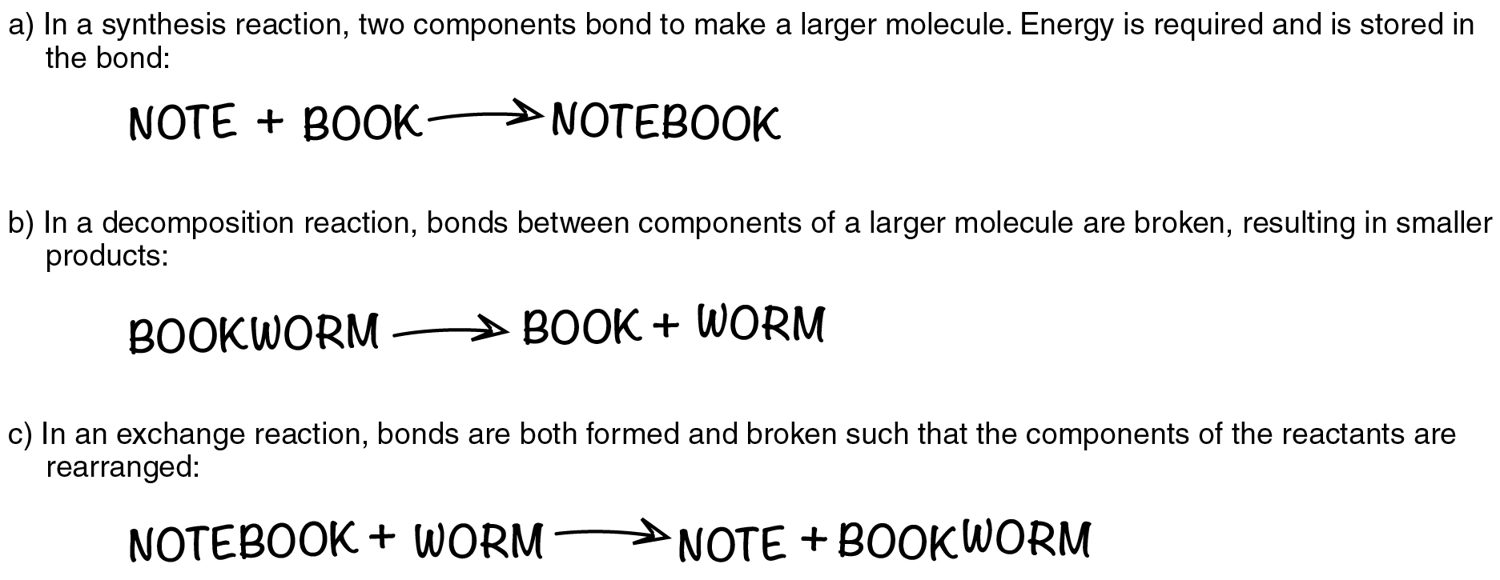 a) In a synthesis reaction, two components bond to make a larger molecule. Energy is required and is stored in
the bond:
NOTE + BOOK → NOTEBOOK
b) In a decomposition reaction, bonds between components of a larger molecule are broken, resulting in smaller
products:
BOOKWORM → BOOK + WORM
c) In an exchange reaction, bonds are both formed and broken such that the components of the reactants are
rearranged:
NOTEBOOK + WORM → NOTE + BOOKWORM